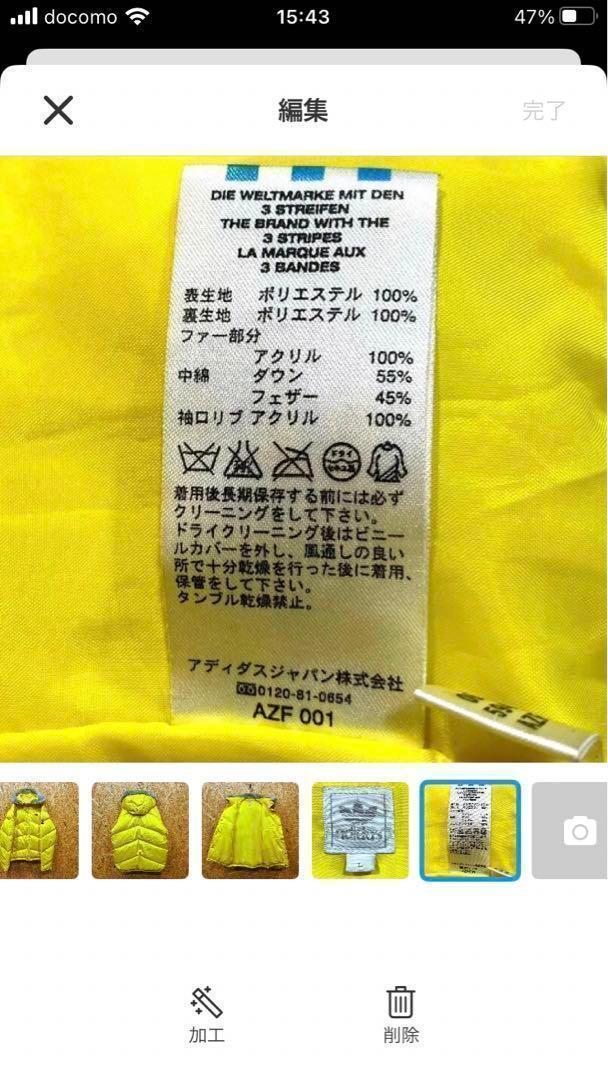 docomo 15:43 47%
編集
完了
DIE WELTMARKE MIT DEN
3 STREIFEN
THE BRAND WITH THE
3 STRIPES
LA MARQUE AUX
3 BANDES
表生地 ポリエステル 100%
裏生地 ポリエステル 100%
ファー部分
アクリル 100%
中綿 ダウン 55%
フェザー 45%
袖口リブ アクリル 100%
ドライ
セキユ系
着用後長期保存する前には必ず
クリーニングをして下さい。
ドライクリーニング後はビニー
ルカバーを外し、風通しの良い
所で十分乾燥を行った後に着用、
保管をして下さい。
タンブル乾燥禁止。
アディダスジャパン株式会社
0120-81-0654
AZF 001
adidas
L
加工
削除